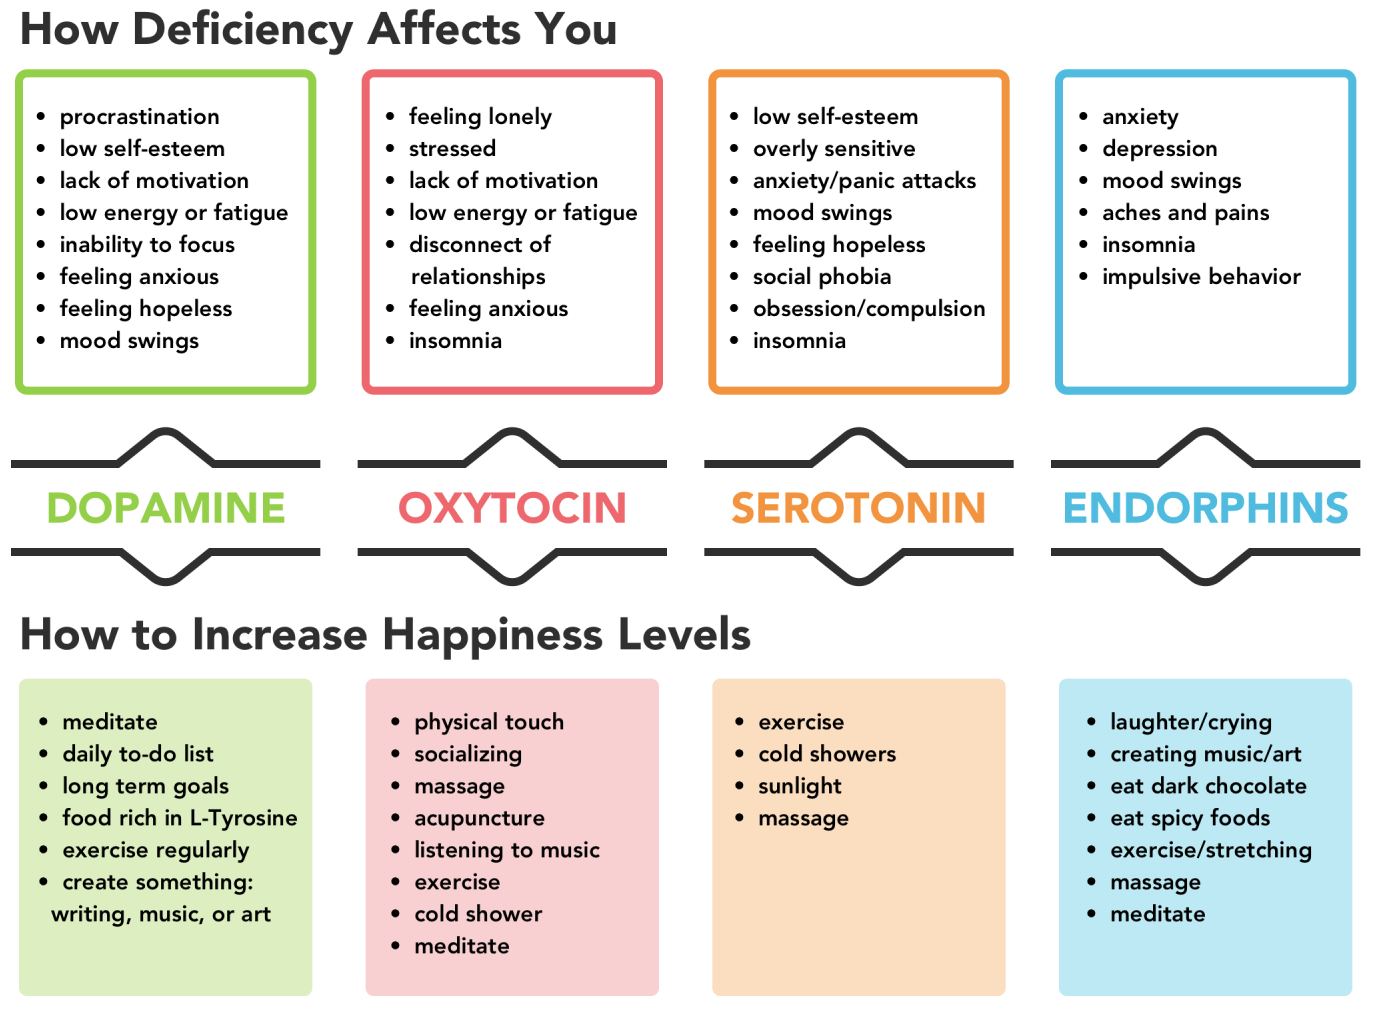 How Deficiency Affects You
• procrastination
• low self-esteem
• lack of motivation
• low energy or fatigue
• inability to focus
• feeling anxious
• feeling hopeless
• mood swings
• feeling lonely
• stressed
• lack of motivation
• low energy or fatigue
• disconnect of
relationships
• feeling anxious
• insomnia
• low self-esteem
• overly sensitive
• anxiety/panic attacks
• mood swings
• feeling hopeless
• social phobia
• obsession/compulsion
• insomnia
• anxiety
• depression
• mood swings
• aches and pains
• insomnia
• impulsive behavior
DOPAMINE
OXYTOCIN
SEROTONIN
ENDORPHINS
How to Increase Happiness Levels
• meditate
• daily to-do list
• long term goals
• food rich in L-Tyrosine
• exercise regularly
• create something:
writing, music, or art
• physical touch
• socializing
• massage
• acupuncture
• listening to music
• exercise
• cold shower
• meditate
• exercise
• cold showers
• sunlight
• massage
• laughter/crying
• creating music/art
• eat dark chocolate
• eat spicy foods
• exercise/stretching
• massage
• meditate